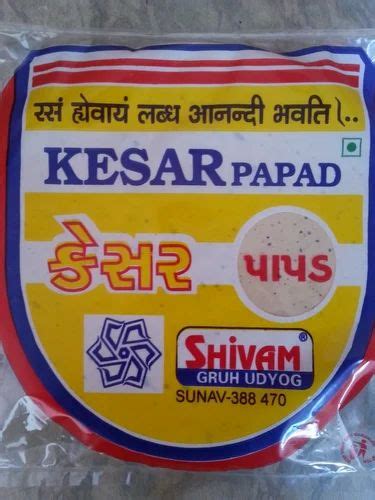 रसं ह्येवायं लब्ध आनन्दी भवति।..
KESAR PAPAD
કેસર
પાપડ
SHIVAM®
GRUH UDYOG
SUNAV-388 470